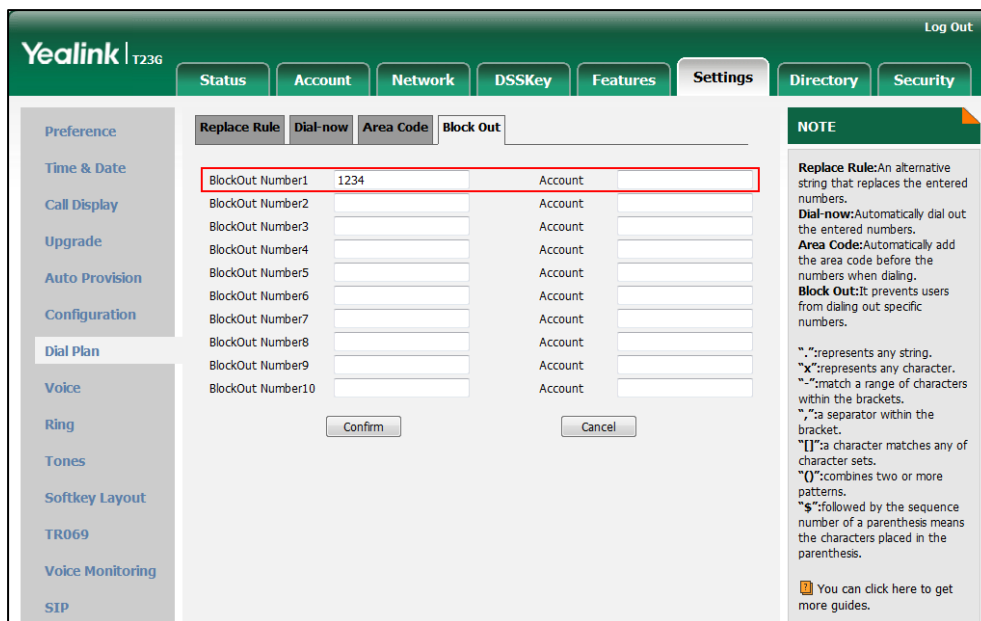 Log Out
Yealink T23G
Status Account Network DSSKey Features Settings Directory Security
Preference
Time & Date
Call Display
Upgrade
Auto Provision
Configuration
Dial Plan
Voice
Ring
Tones
Softkey Layout
TR069
Voice Monitoring
SIP
Replace Rule Dial-now Area Code Block Out
BlockOut Number1 1234 Account
BlockOut Number2 Account
BlockOut Number3 Account
BlockOut Number4 Account
BlockOut Number5 Account
BlockOut Number6 Account
BlockOut Number7 Account
BlockOut Number8 Account
BlockOut Number9 Account
BlockOut Number10 Account
Confirm Cancel
NOTE
Replace Rule:An alternative
string that replaces the entered
numbers.
Dial-now:Automatically dial out
the entered numbers.
Area Code:Automatically add
the area code before the
numbers when dialing.
Block Out:It prevents users
from dialing out specific
numbers.
".":represents any string.
"x":represents any character.
"-":match a range of characters
within the brackets.
",":a separator within the
bracket.
"[]":a character matches any of
character sets.
"()":combines two or more
patterns.
"$":followed by the sequence
number of a parenthesis means
the characters placed in the
parenthesis.
You can click here to get
more guides.